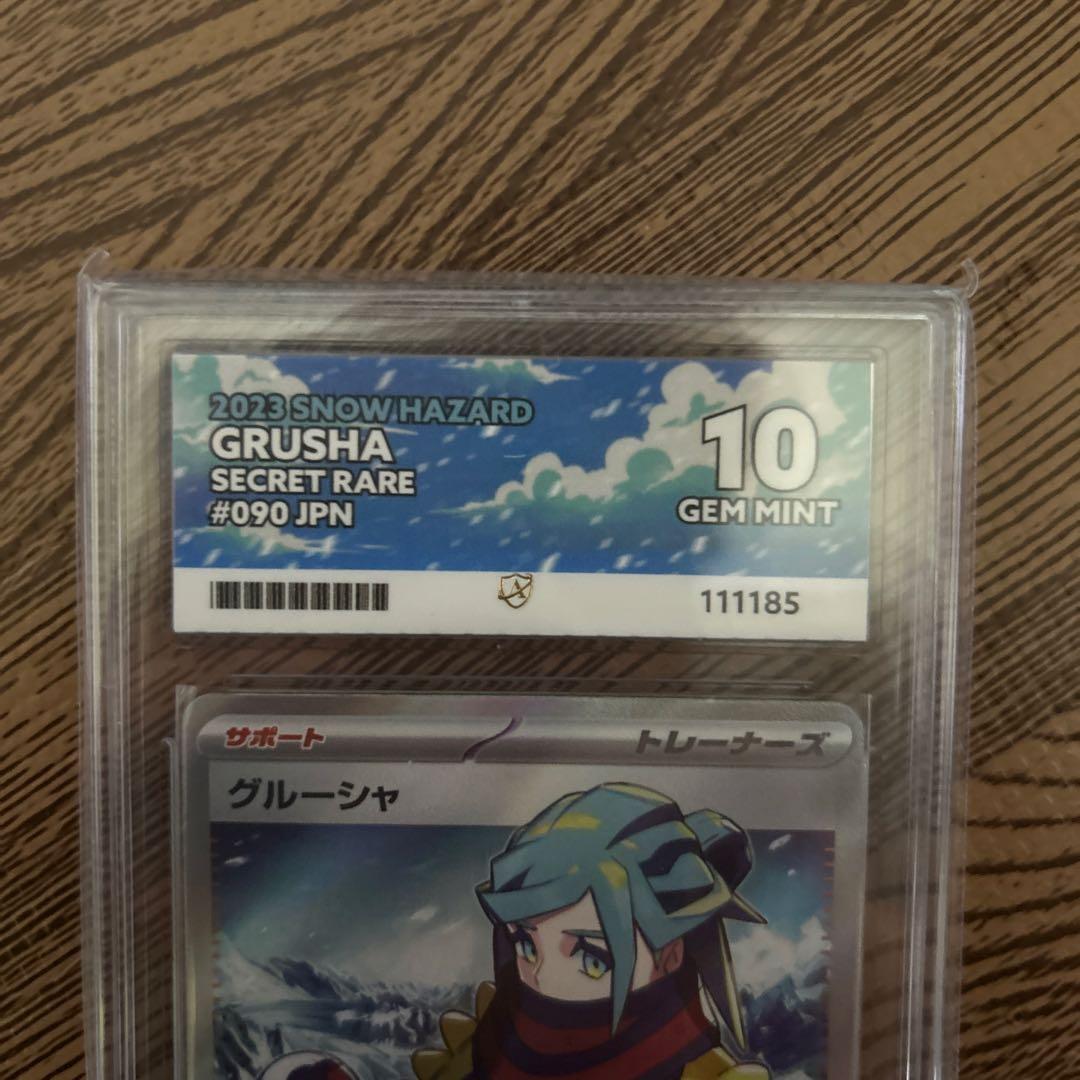 2023 SNOW HAZARD
GRUSHA
SECRET RARE
#090 JPN
10
GEM MINT
A
111185
サポート
トレーナーズ
グルーシャ